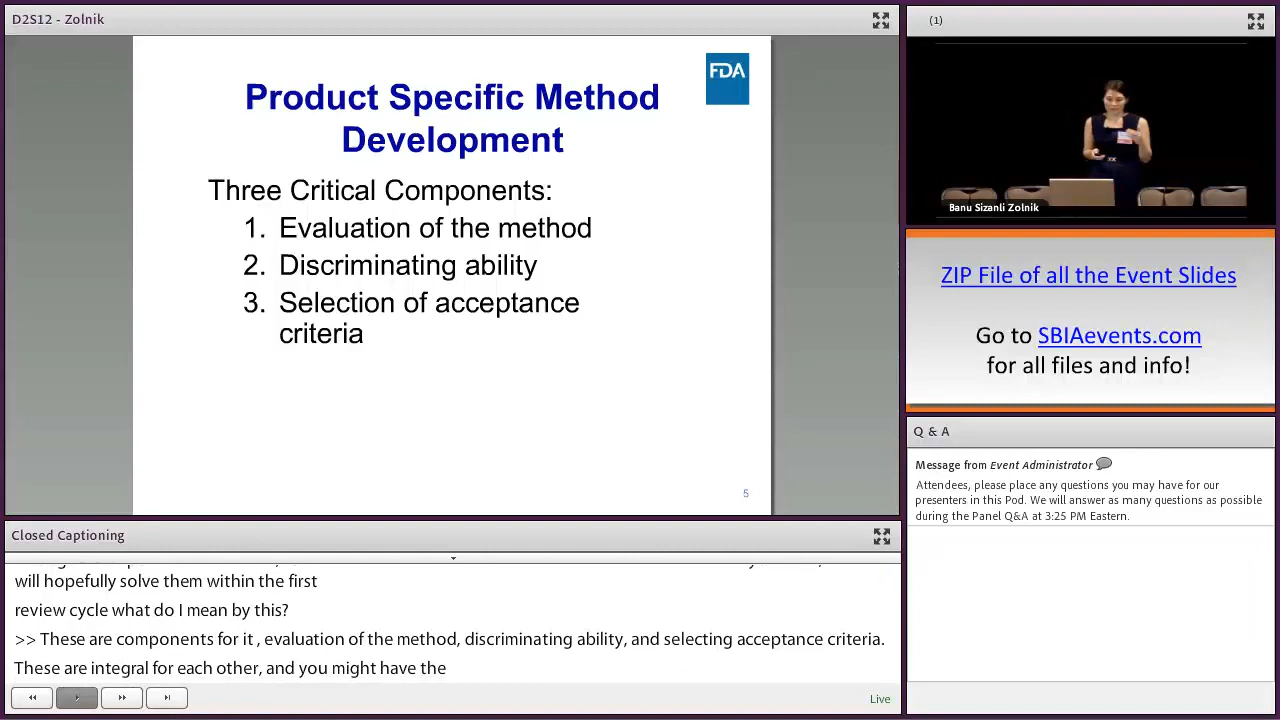 D2S12 - Zolnik
FDA
Product Specific Method
Development
Three Critical Components:
1. Evaluation of the method
2. Discriminating ability
3. Selection of acceptance
criteria
5
(1)
Banu Sizanli Zolnik
ZIP File of all the Event Slides
Go to SBIAevents.com
for all files and info!
Q & A
Message from Event Administrator
Attendees, please place any questions you may have for our
presenters in this Pod. We will answer as many questions as possible
during the Panel Q&A at 3:25 PM Eastern.
Closed Captioning
will hopefully solve them within the first
review cycle what do I mean by this?
>> These are components for it , evaluation of the method, discriminating ability, and selecting acceptance criteria.
These are integral for each other, and you might have the
Live